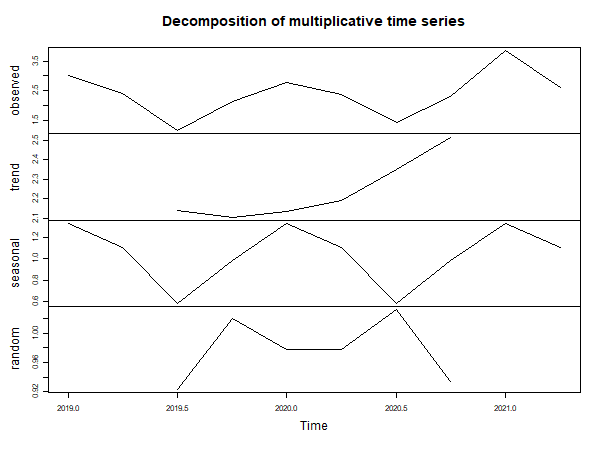 Decomposition of multiplicative time series
observed
1.5 2.5 3.5
trend
2.1 2.2 2.3 2.4 2.5
seasonal
0.6 0.8 1.0 1.2
random
0.92 0.96 1.00
2019.0 2019.5 2020.0 2020.5 2021.0
Time